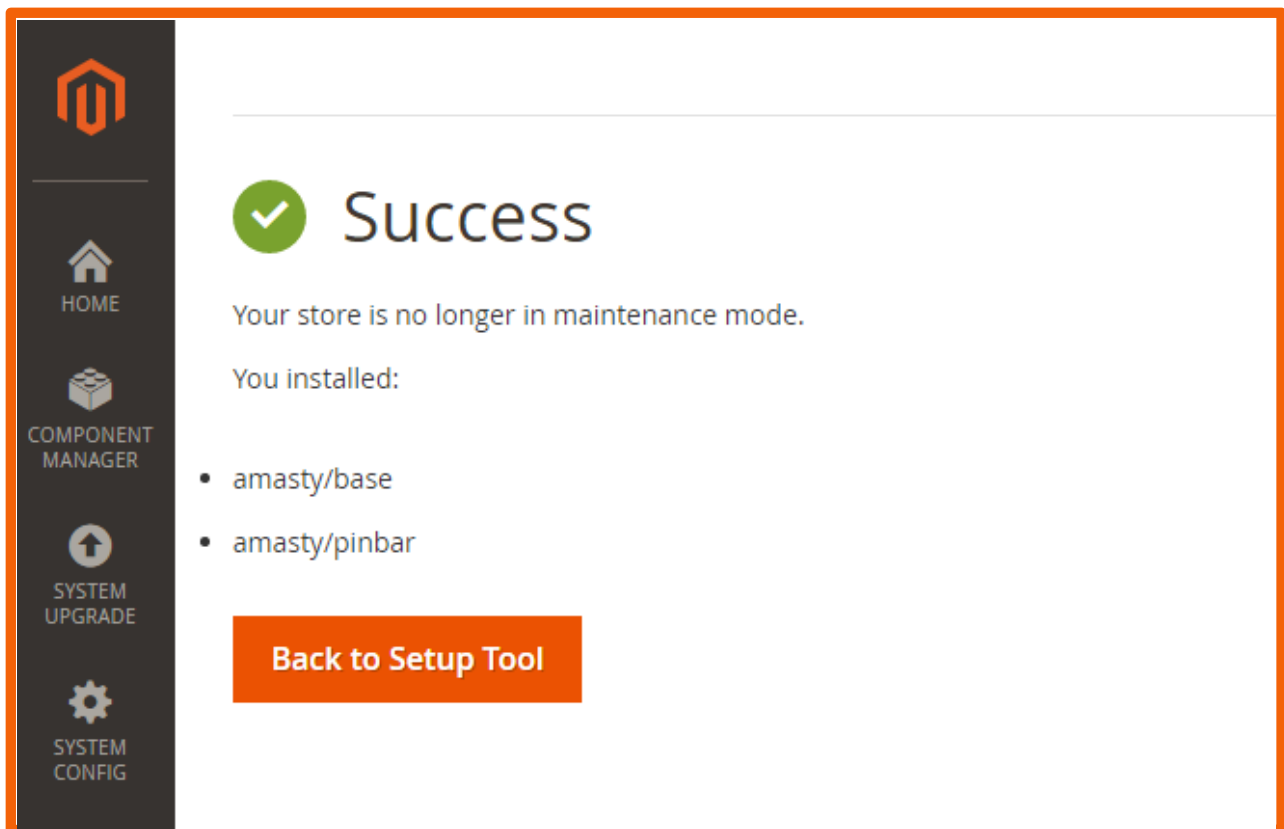 HOME
COMPONENT
MANAGER
SYSTEM
UPGRADE
SYSTEM
CONFIG
Success
Your store is no longer in maintenance mode.
You installed:
amasty/base
amasty/pinbar
Back to Setup Tool